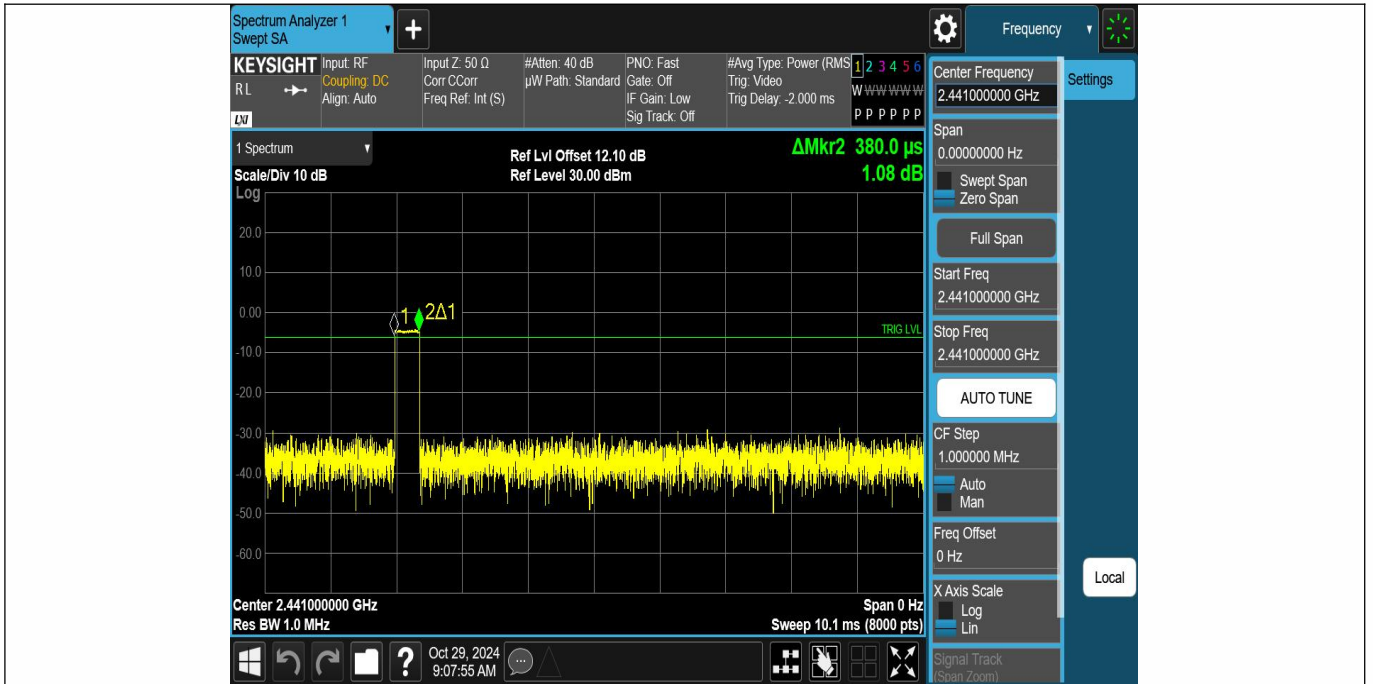 Spectrum Analyzer 1
Swept SA
+
Frequency
KEYSIGHT
RL
LXI
Input: RF
Coupling: DC
Align: Auto
Input Z: 50 Ω
Corr CCorr
Freq Ref: Int (S)
#Atten: 40 dB
µW Path: Standard
PNO: Fast
Gate: Off
IF Gain: Low
Sig Track: Off
#Avg Type: Power (RMS
Trig: Video
Trig Delay: -2.000 ms
1 2 3 4 5 6
W W W W W W
P P P P P P
1 Spectrum
Scale/Div 10 dB
Ref Lvl Offset 12.10 dB
Ref Level 30.00 dBm
ΔMkr2 380.0 µs
1.08 dB
Log
20.0
10.0
0.00
-10.0
-20.0
-30.0
-40.0
-50.0
-60.0
1
2Δ1
TRIG LVL
Center 2.441000000 GHz
Res BW 1.0 MHz
Span 0 Hz
Sweep 10.1 ms (8000 pts)
Center Frequency
2.441000000 GHz
Settings
Span
0.00000000 Hz
Swept Span
Zero Span
Full Span
Start Freq
2.441000000 GHz
Stop Freq
2.441000000 GHz
AUTO TUNE
CF Step
1.000000 MHz
Auto
Man
Freq Offset
0 Hz
X Axis Scale
Log
Lin
Signal Track
(Span Zoom)
Local
?
Oct 29, 2024
9:07:55 AM